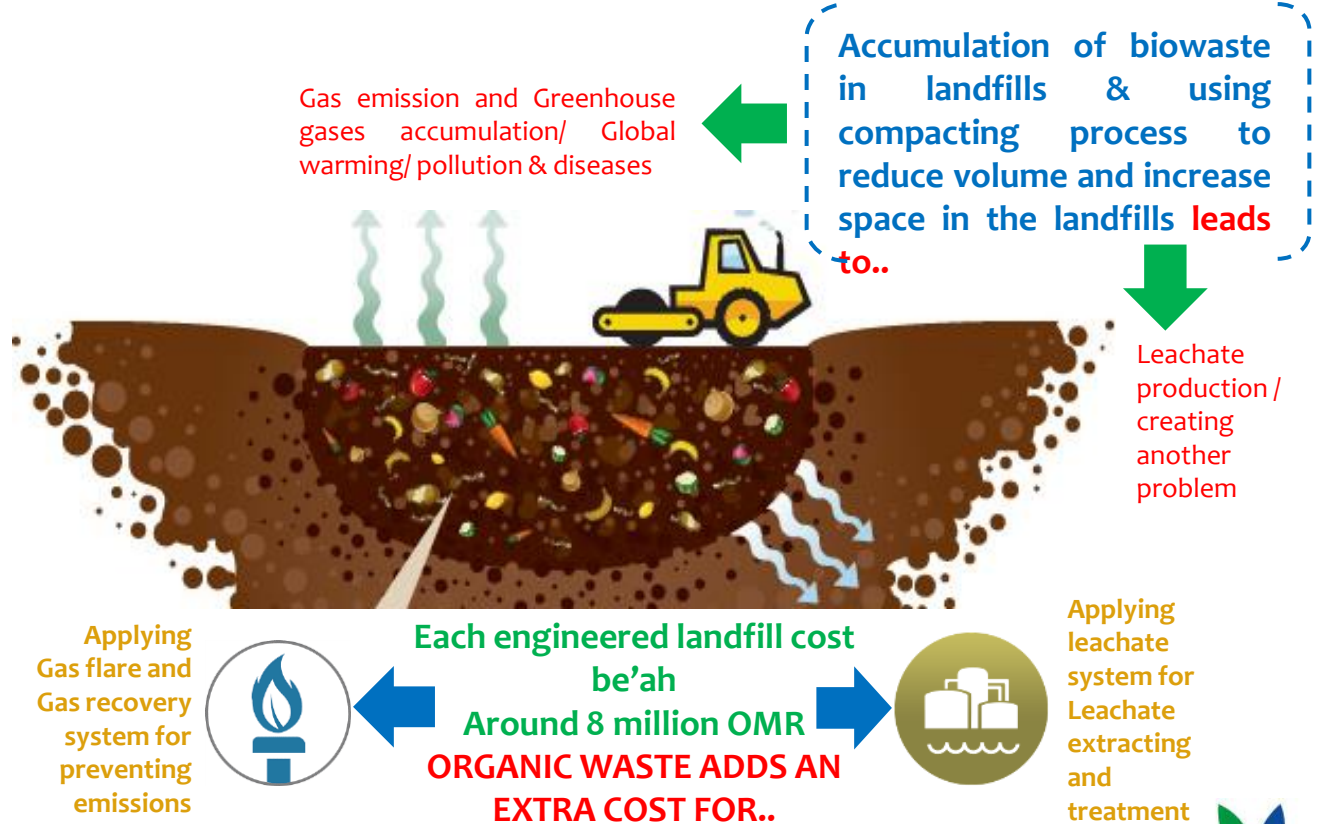 Accumulation of biowaste
in landfills & using
compacting process to
reduce volume and increase
space in the landfills leads
to..
Gas emission and Greenhouse
gases accumulation/ Global
warming/ pollution & diseases
Leachate
production /
creating
another
problem
Applying
Gas flare and
Gas recovery
system for
preventing
emissions
Each engineered landfill cost
be’ah
Around 8 million OMR
ORGANIC WASTE ADDS AN
EXTRA COST FOR..
Applying
leachate
system for
Leachate
extracting
and
treatment